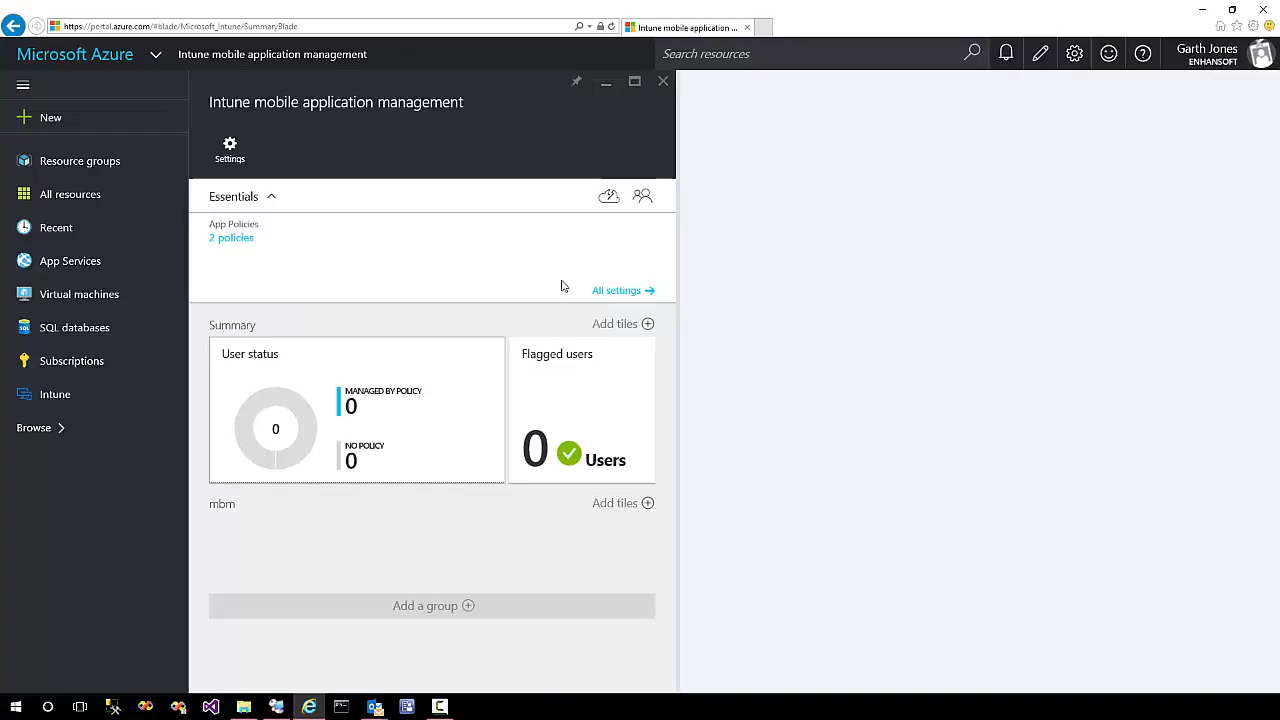 https://portal.azure.com/#blade/Microsoft_Intune/SummaryBlade
Intune mobile application ...
Microsoft Azure
Intune mobile application management
Search resources
Garth Jones
ENHANSOFT
New
Resource groups
All resources
Recent
App Services
Virtual machines
SQL databases
Subscriptions
Intune
Browse
Intune mobile application management
Settings
Essentials
App Policies
2 policies
All settings
Summary
Add tiles
User status
0
MANAGED BY POLICY
0
NO POLICY
0
Flagged users
0 Users
mbm
Add tiles
Add a group